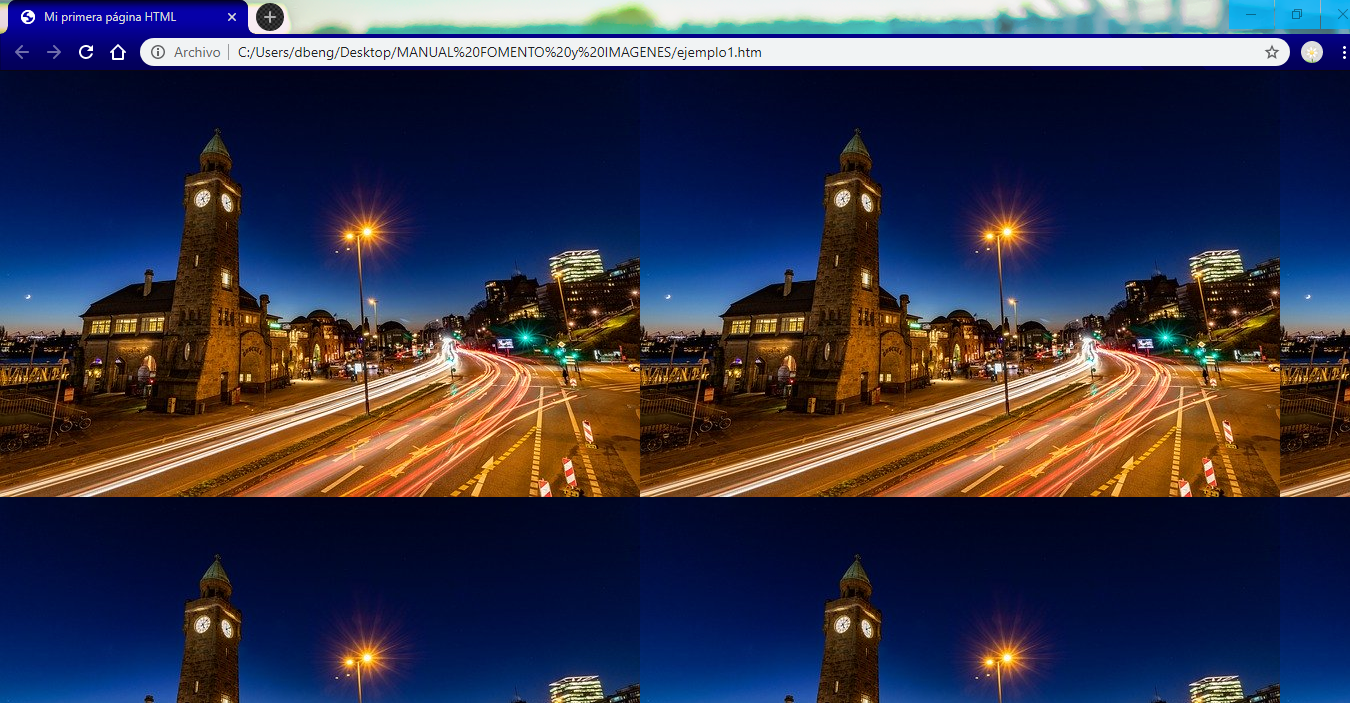 Mi primera página HTML
Archivo | C:/Users/dbeng/Desktop/MANUAL%20FOMENTO%20y%20IMAGENES/ejemplo1.htm